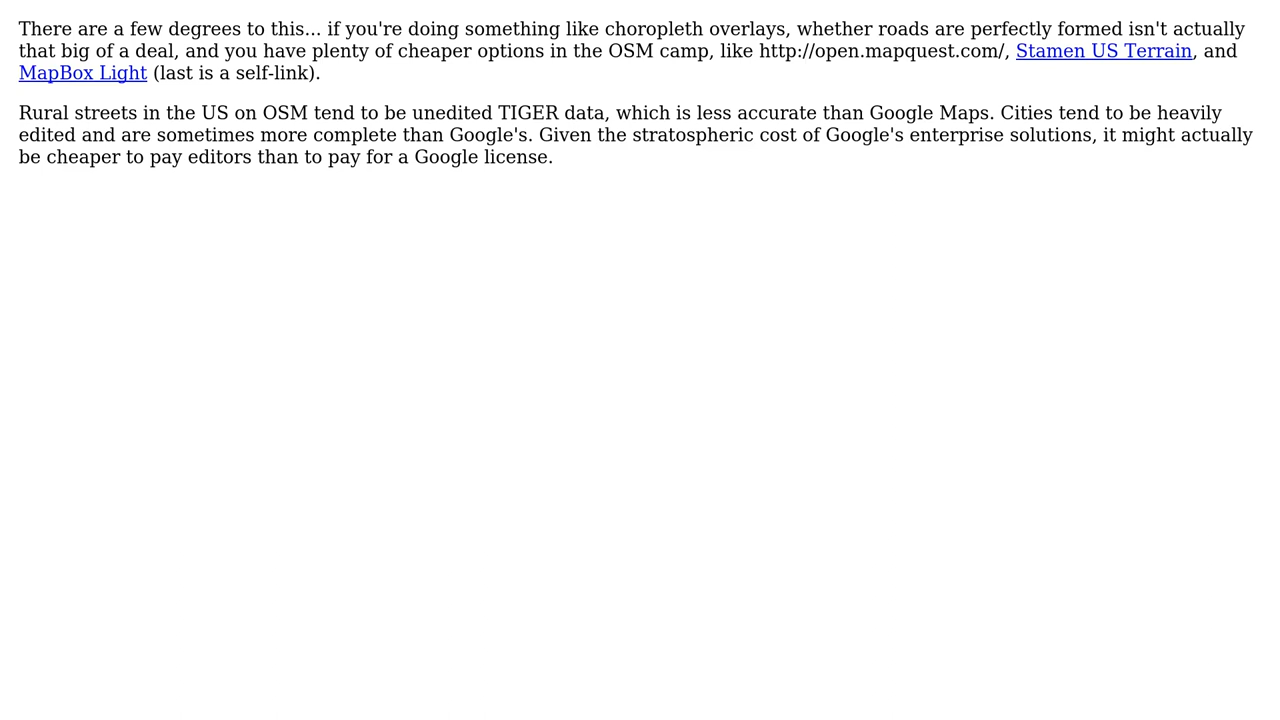 There are a few degrees to this... if you're doing something like choropleth overlays, whether roads are perfectly formed isn't actually
that big of a deal, and you have plenty of cheaper options in the OSM camp, like http://open.mapquest.com/, Stamen US Terrain, and
MapBox Light (last is a self-link).
Rural streets in the US on OSM tend to be unedited TIGER data, which is less accurate than Google Maps. Cities tend to be heavily
edited and are sometimes more complete than Google's. Given the stratospheric cost of Google's enterprise solutions, it might actually
be cheaper to pay editors than to pay for a Google license.